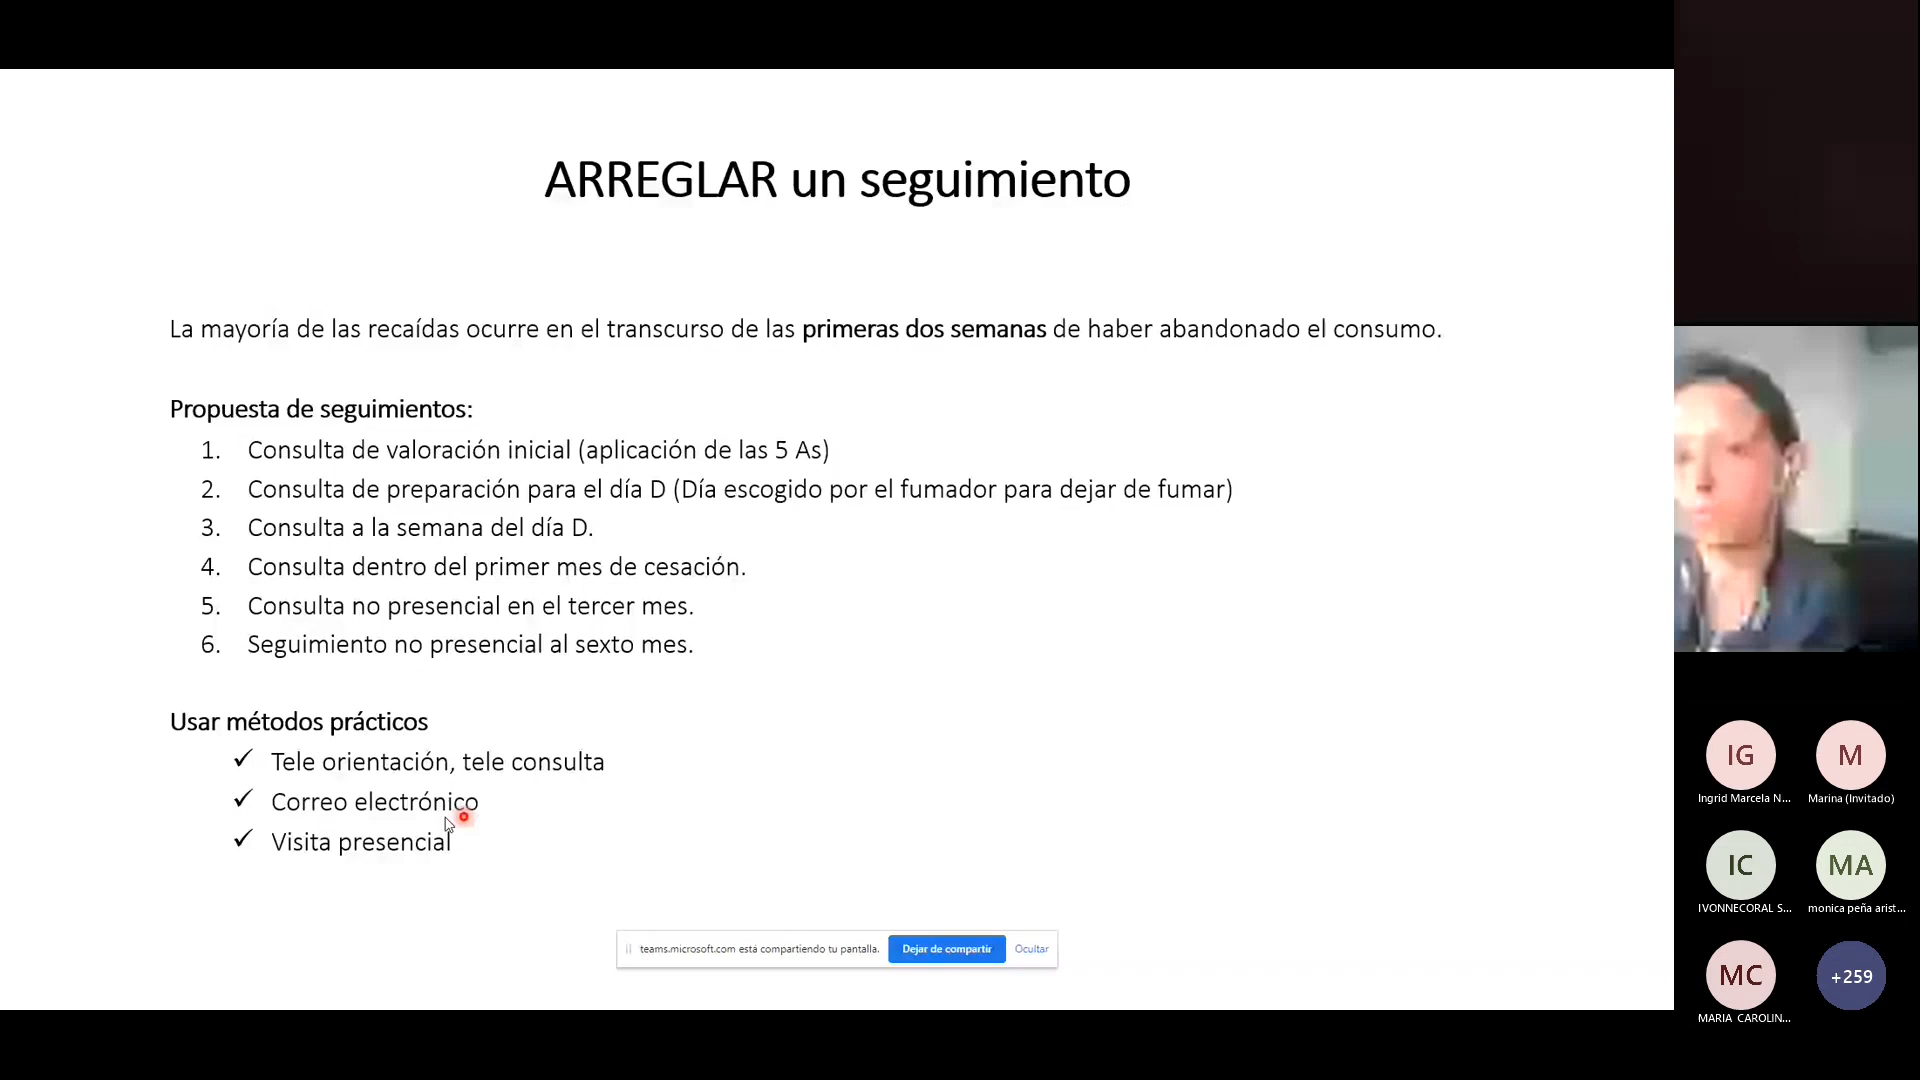 ARREGLAR un seguimiento
La mayoría de las recaídas ocurre en el transcurso de las primeras dos semanas de haber abandonado el consumo.
Propuesta de seguimientos:
1. Consulta de valoración inicial (aplicación de las 5 As)
2. Consulta de preparación para el día D (Día escogido por el fumador para dejar de fumar)
3. Consulta a la semana del día D.
4. Consulta dentro del primer mes de cesación.
5. Consulta no presencial en el tercer mes.
6. Seguimiento no presencial al sexto mes.
Usar métodos prácticos
✓ Tele orientación, tele consulta
✓ Correo electrónico
✓ Visita presencial
teams.microsoft.com está compartiendo tu pantalla. Dejar de compartir Ocultar
IG M
Ingrid Marcela N... Marina (Invitado)
IC MA
IVONNECORAL S... monica peña arist...
MC +259
MARIA CAROLIN...